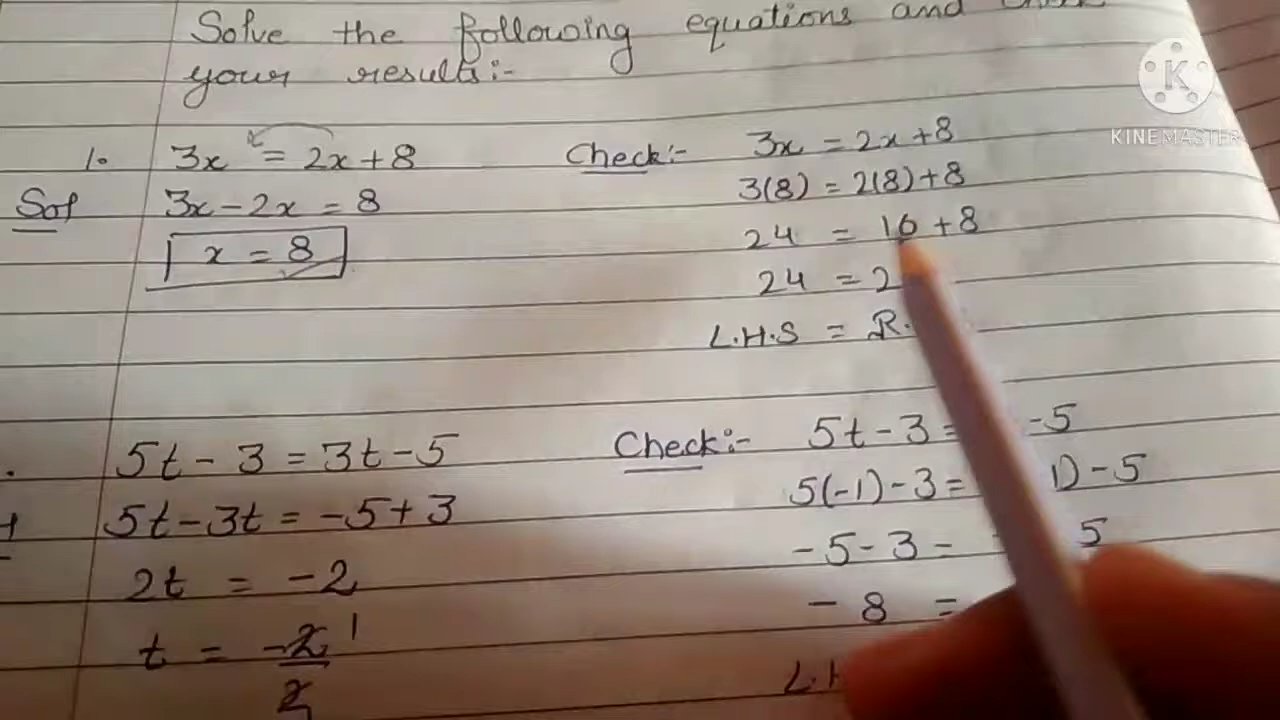 Solve the following equations and
your results:-
1. 3x = 2x + 8
Sol 3x - 2x = 8
x = 8
Check:- 3x = 2x + 8
3(8) = 2(8) + 8
24 = 16 + 8
24 = 2
L.H.S = R.
5t - 3 = 3t - 5
5t - 3t = -5 + 3
2t = -2
t = -2 1
2
Check:- 5t - 3 = -5
5(-1) - 3 = 1) - 5
-5 - 3 = 5
-8 =
L.H
K
KINEMASTER